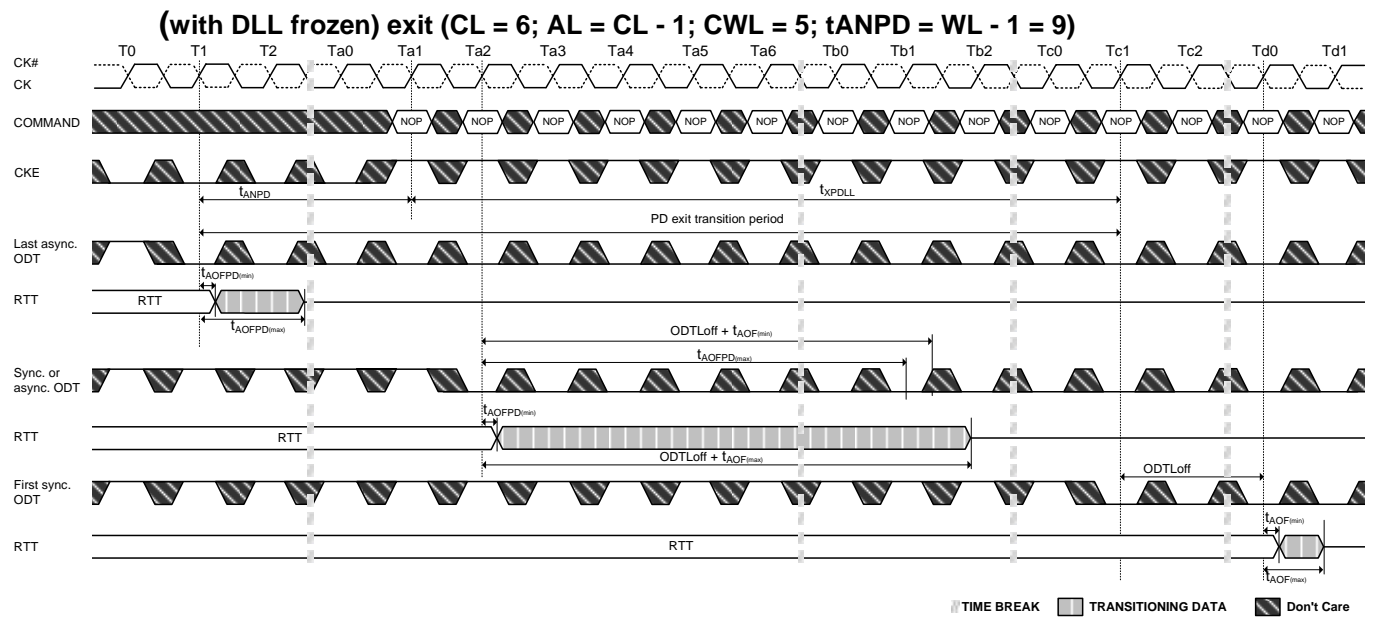 (with DLL frozen) exit (CL = 6; AL = CL - 1; CWL = 5; tANPD = WL - 1 = 9)
T0 T1 T2 Ta0 Ta1 Ta2 Ta3 Ta4 Ta5 Ta6 Tb0 Tb1 Tb2 Tc0 Tc1 Tc2 Td0 Td1
CK#
CK
COMMAND NOP NOP NOP NOP NOP NOP NOP NOP NOP NOP NOP NOP NOP NOP
CKE
tANPD tXPDLL
PD exit transition period
Last async.
ODT
tAOFPD(min)
RTT RTT
tAOFPD(max)
ODTLoff + tAOF(min)
tAOFPD(max)
Sync. or
async. ODT
tAOFPD(min)
RTT RTT
ODTLoff + tAOF(max)
ODTLoff
First sync.
ODT
tAOF(min)
RTT RTT
tAOF(max)
TIME BREAK TRANSITIONING DATA Don't Care